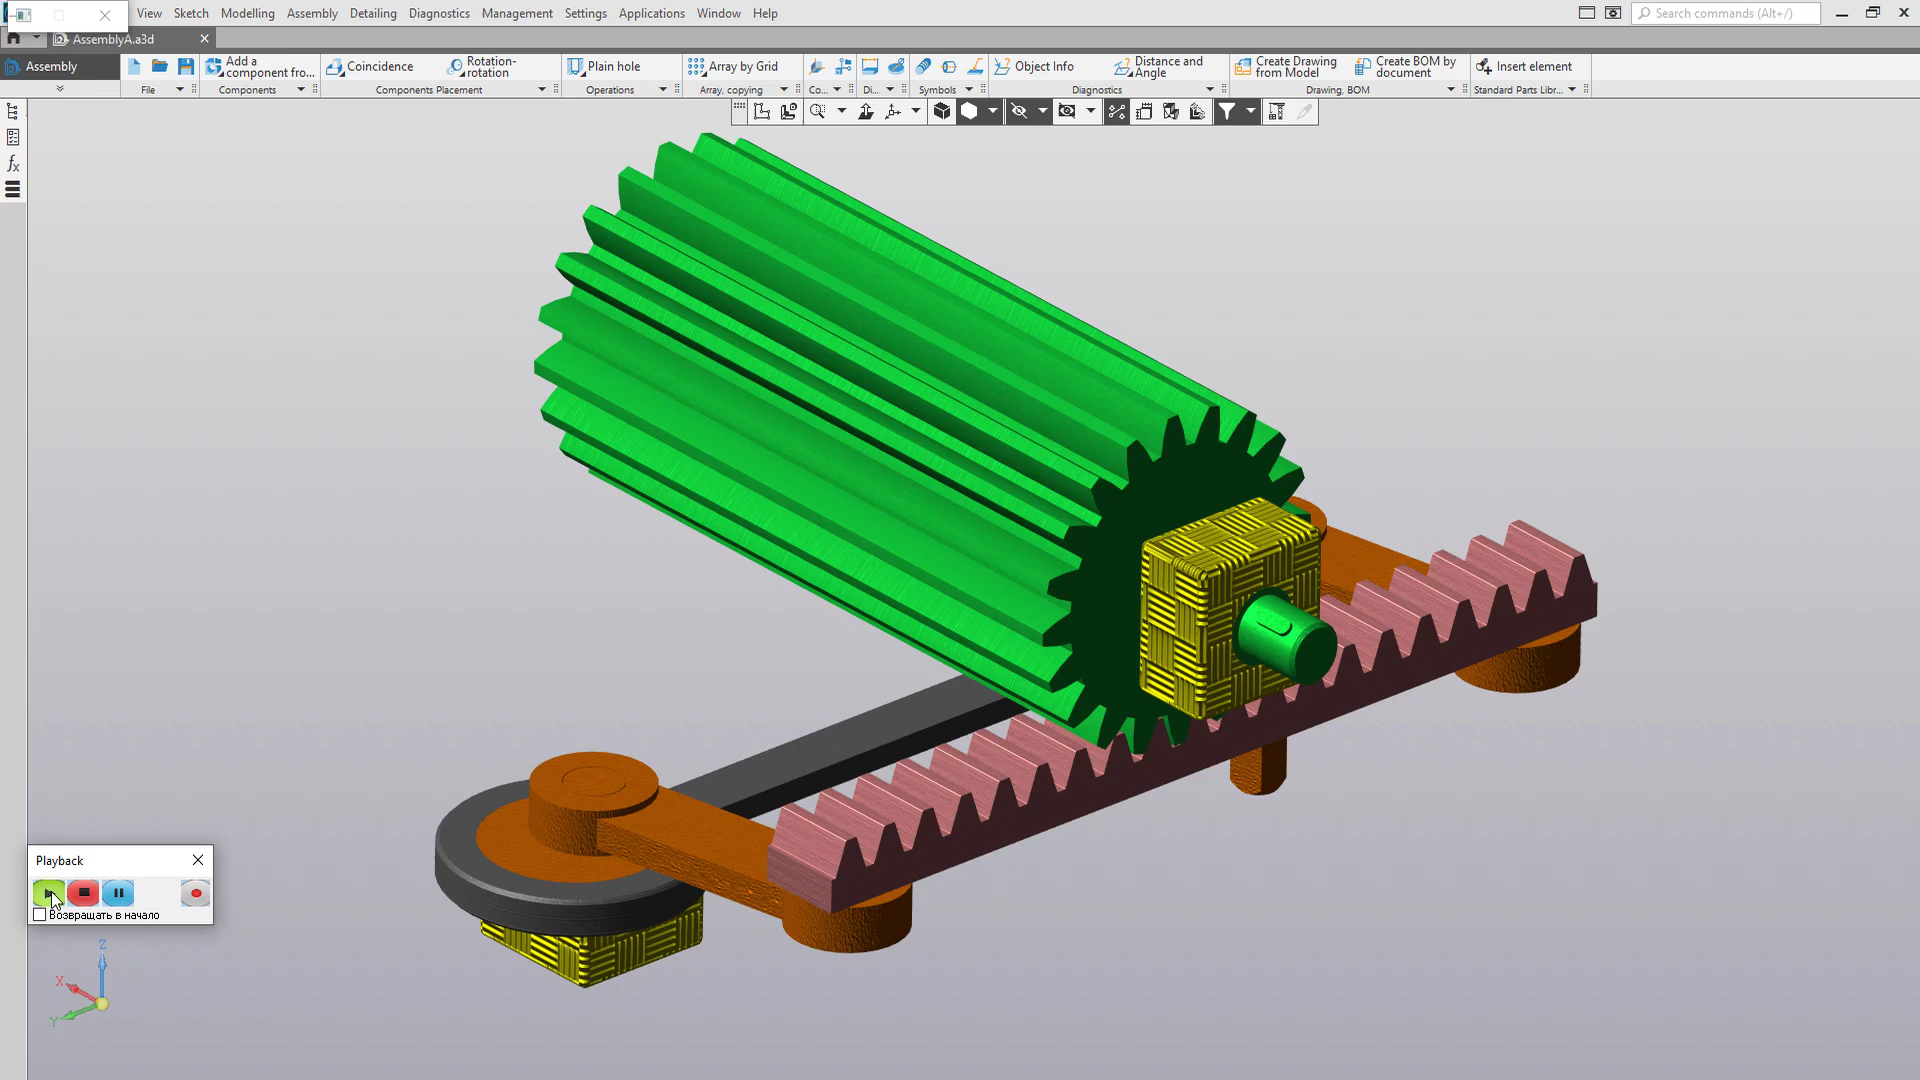 View Sketch Modelling Assembly Detailing Diagnostics Management Settings Applications Window Help
Search commands (Alt+/)
AssemblyA.a3d
Assembly
Add a
component fro...
Coincidence
Rotation-
rotation
Plain hole
Array by Grid
Object Info
Distance and
Angle
Create Drawing
from Model
Create BOM by
document
Insert element
File
Components
Components Placement
Operations
Array, copying
Co...
Di...
Symbols
Diagnostics
Drawing, BOM
Standard Parts Libr...
fx
Playback
Возвращать в начало
Z
X
Y